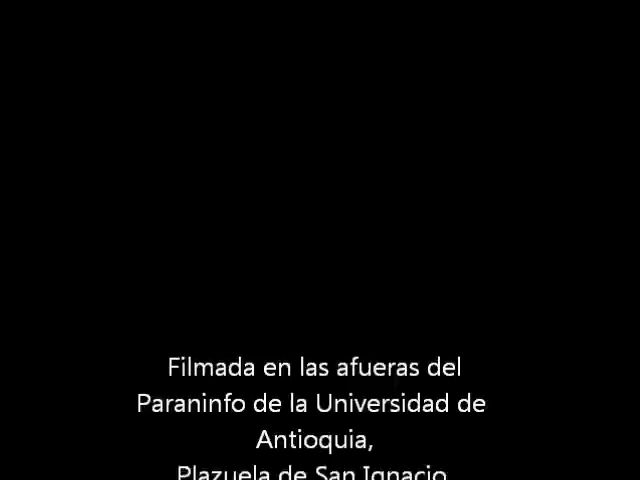 Filmada en las afueras del
Paraninfo de la Universidad de
Antioquia,
Plazuela de San Ignacio